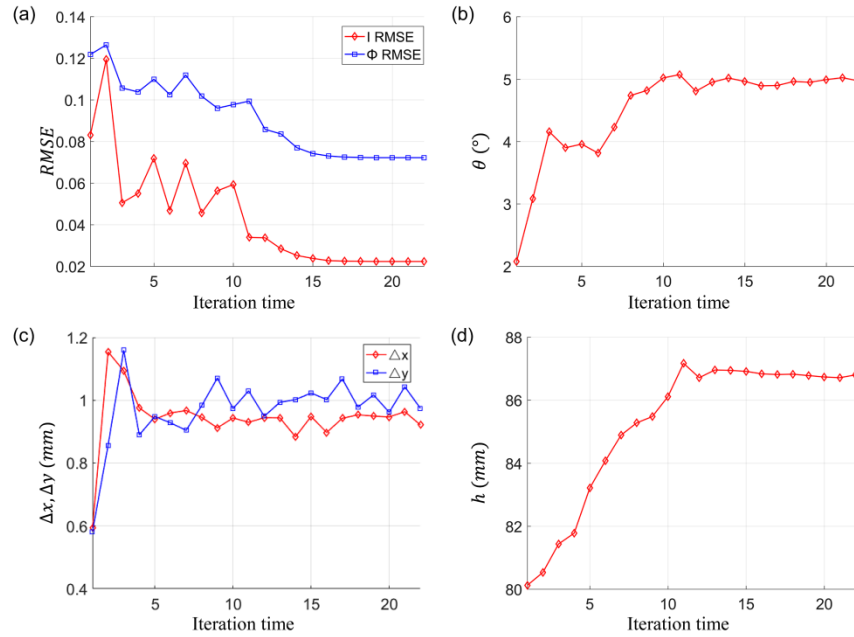 (a)
0.14
0.12
0.1
0.08
0.06
0.04
0.02
RMSE
I RMSE
Φ RMSE
5
10
15
20
Iteration time
(b)
6
5
4
3
2
θ (°)
5
10
15
20
Iteration time
(c)
1.2
1
0.8
0.6
0.4
Δx, Δy (mm)
△x
△y
5
10
15
20
Iteration time
(d)
88
86
84
82
80
h (mm)
5
10
15
20
Iteration time